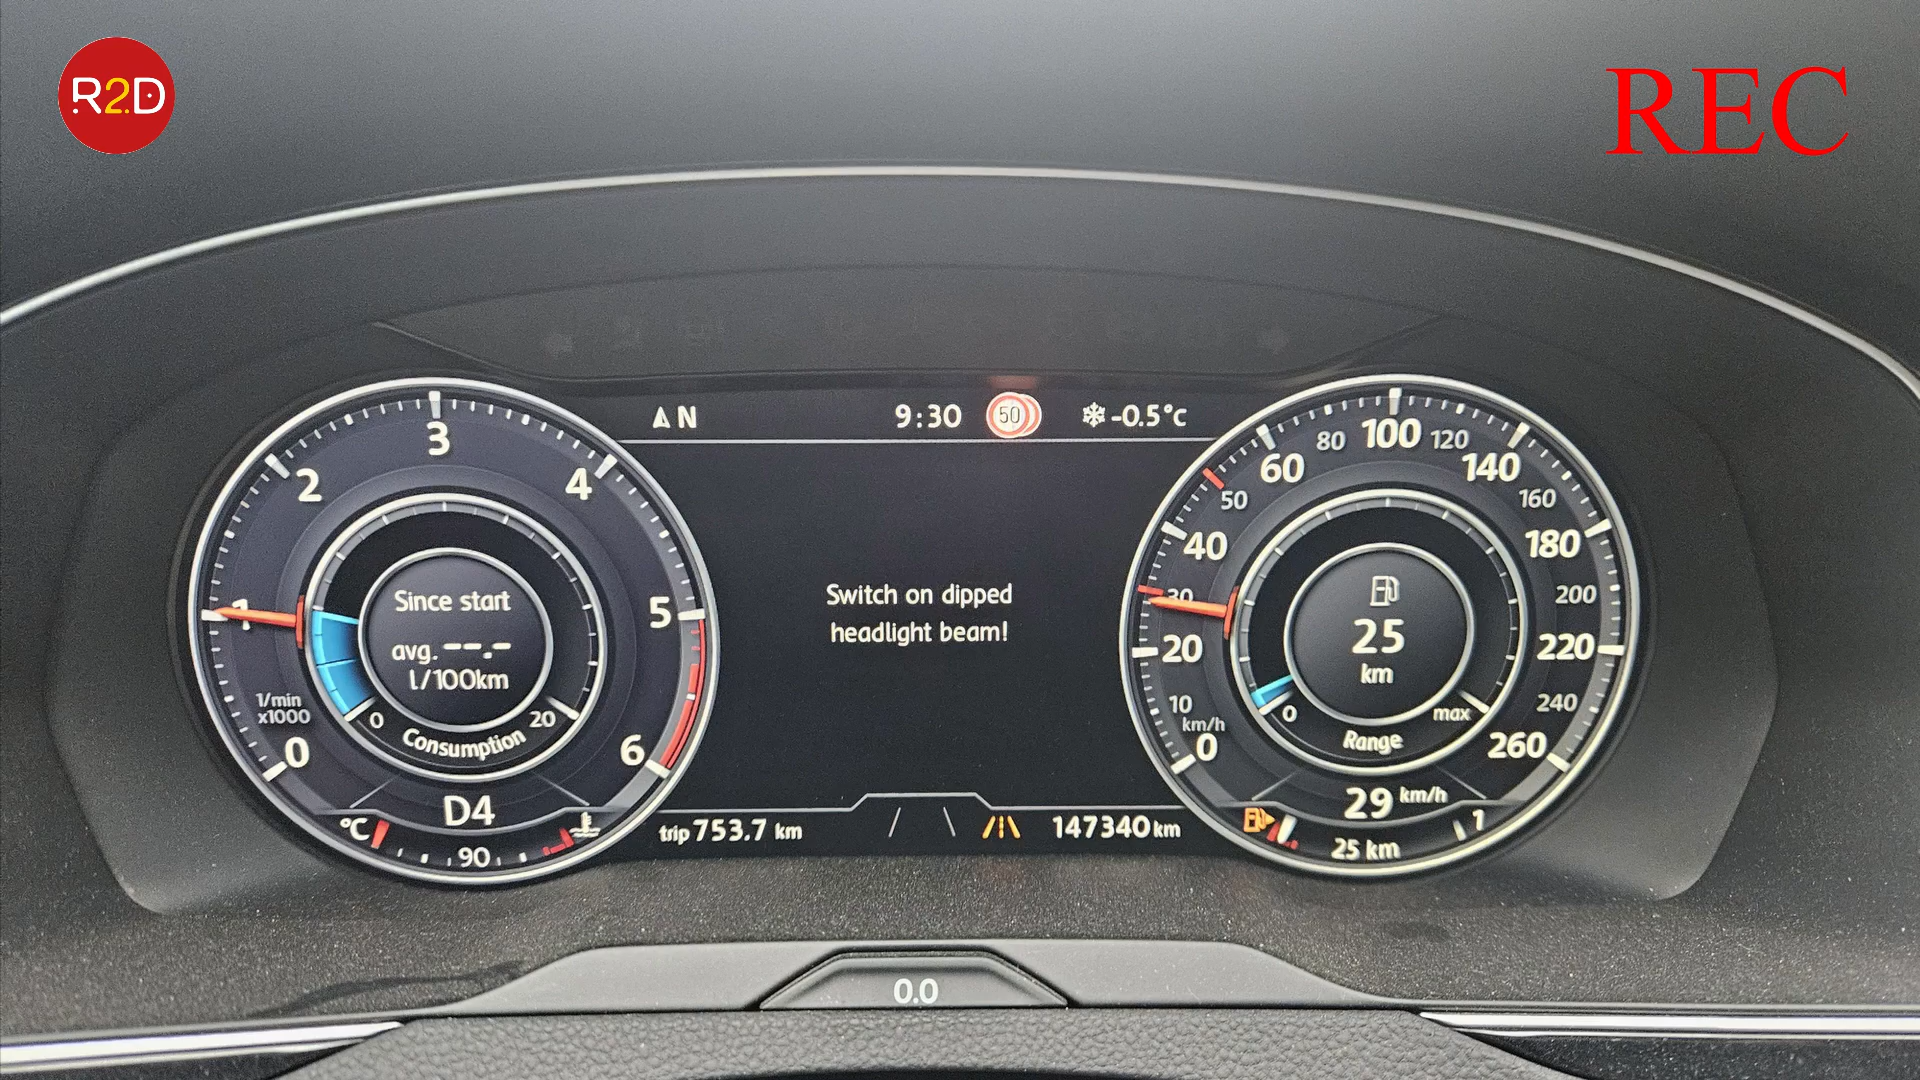 R2D
REC
N
9:30
50
-0.5°C
1
2
3
4
5
6
0
1/min
x1000
Since start
avg. --.-
l/100km
0
20
Consumption
D4
°C
90
Switch on dipped
headlight beam!
trip 753.7 km
147340 km
0
10
20
30
40
50
60
80
100
120
140
160
180
200
220
240
260
km/h
25
km
0
max
Range
29 km/h
25 km
1
0.0